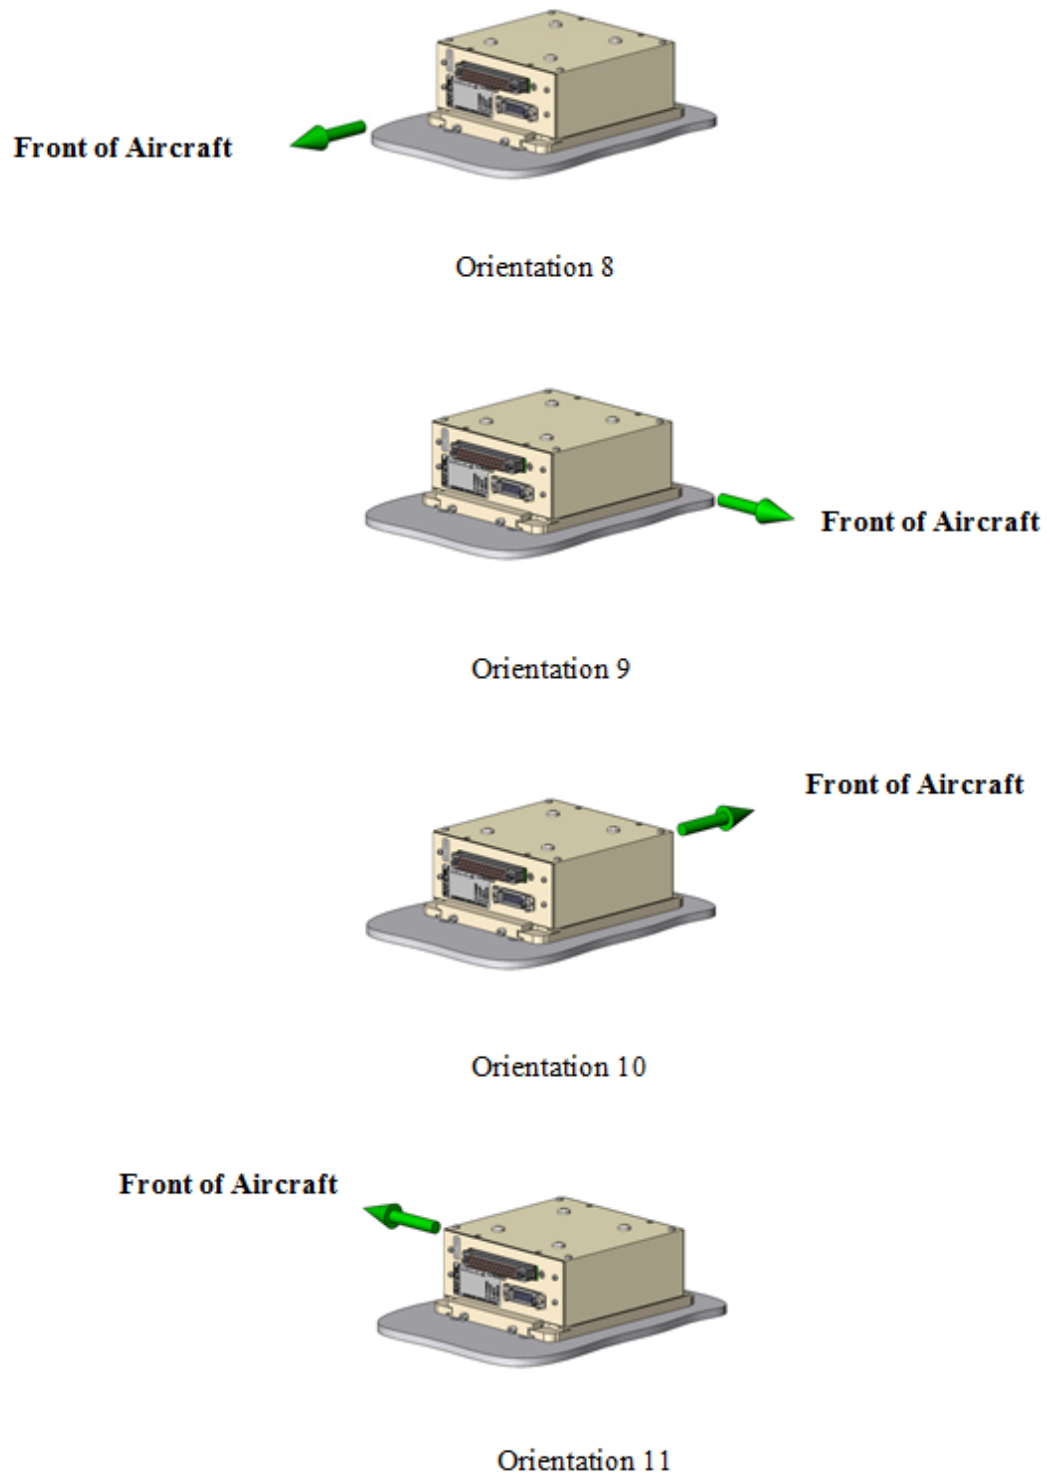 Front of Aircraft
Orientation 8
Front of Aircraft
Orientation 9
Front of Aircraft
Orientation 10
Front of Aircraft
Orientation 11